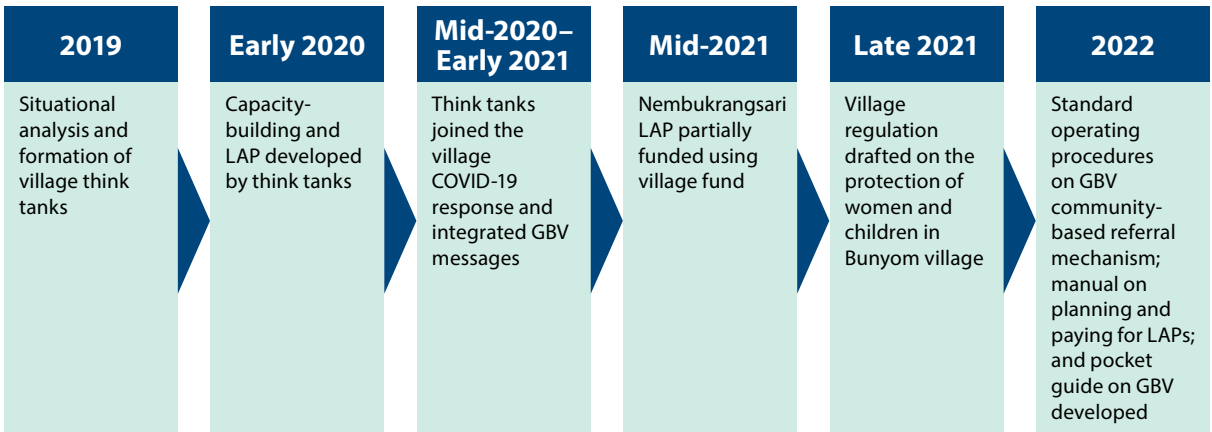 2019
Situational
analysis and
formation of
village think
tanks
Early 2020
Capacity-
building and
LAP developed
by think tanks
Mid-2020–
Early 2021
Think tanks
joined the
village
COVID-19
response and
integrated GBV
messages
Mid-2021
Nembukrangsari
LAP partially
funded using
village fund
Late 2021
Village
regulation
drafted on the
protection of
women and
children in
Bunyom village
2022
Standard
operating
procedures
on GBV
community-
based referral
mechanism;
manual on
planning and
paying for LAPs;
and pocket
guide on GBV
developed